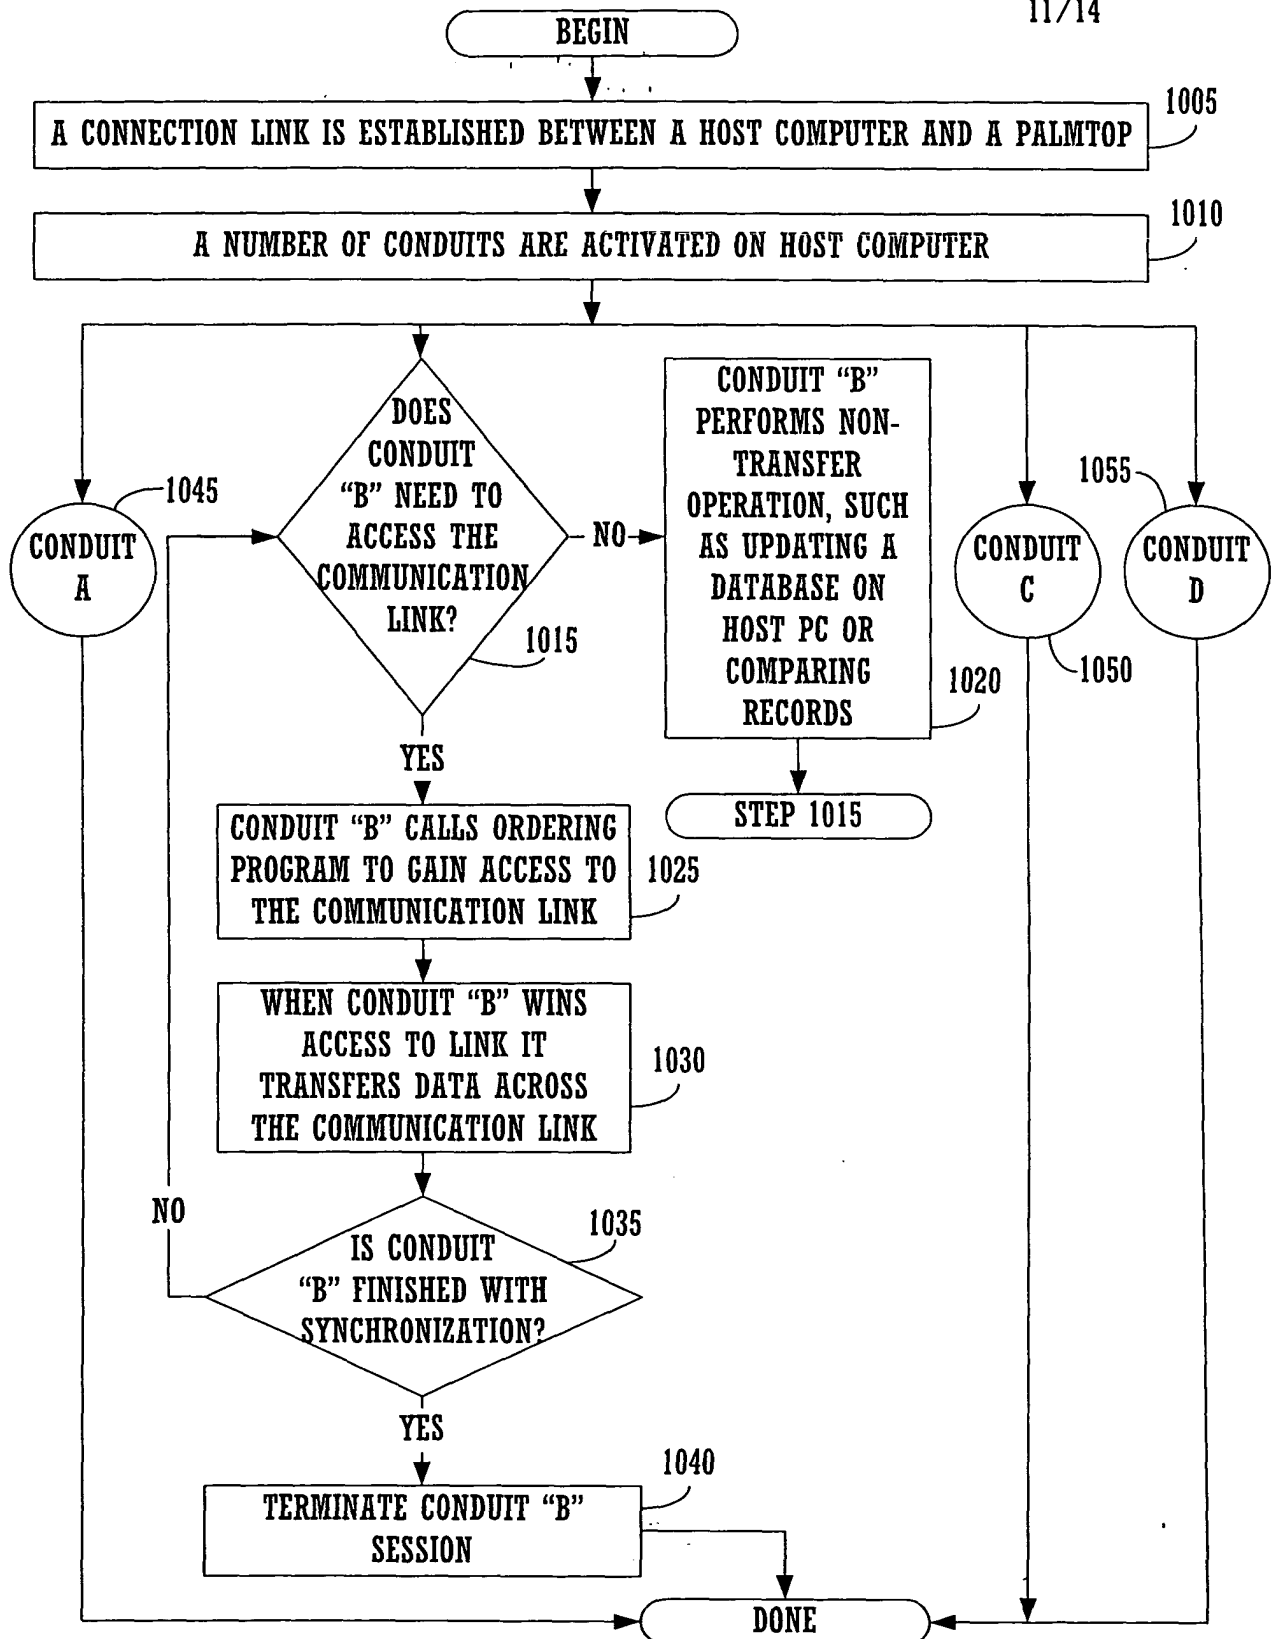 11/14
BEGIN
A CONNECTION LINK IS ESTABLISHED BETWEEN A HOST COMPUTER AND A PALMTOP
1005
A NUMBER OF CONDUITS ARE ACTIVATED ON HOST COMPUTER
1010
CONDUIT
A
1045
DOES
CONDUIT
“B” NEED TO
ACCESS THE
COMMUNICATION
LINK?
1015
NO
CONDUIT “B”
PERFORMS NON-
TRANSFER
OPERATION, SUCH
AS UPDATING A
DATABASE ON
HOST PC OR
COMPARING
RECORDS
1020
STEP 1015
CONDUIT
C
1050
1055
CONDUIT
D
YES
CONDUIT “B” CALLS ORDERING
PROGRAM TO GAIN ACCESS TO
THE COMMUNICATION LINK
1025
WHEN CONDUIT “B” WINS
ACCESS TO LINK IT
TRANSFERS DATA ACROSS
THE COMMUNICATION LINK
1030
NO
IS CONDUIT
“B” FINISHED WITH
SYNCHRONIZATION?
1035
YES
TERMINATE CONDUIT “B”
SESSION
1040
DONE